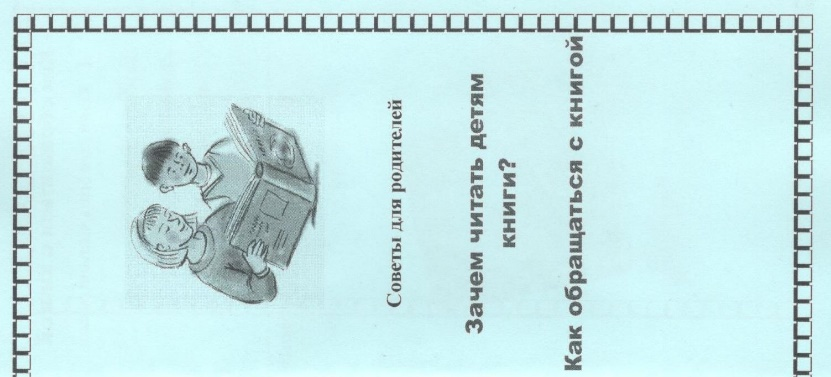 Советы для родителей
Зачем читать детям
книги?
Как обращаться с книгой